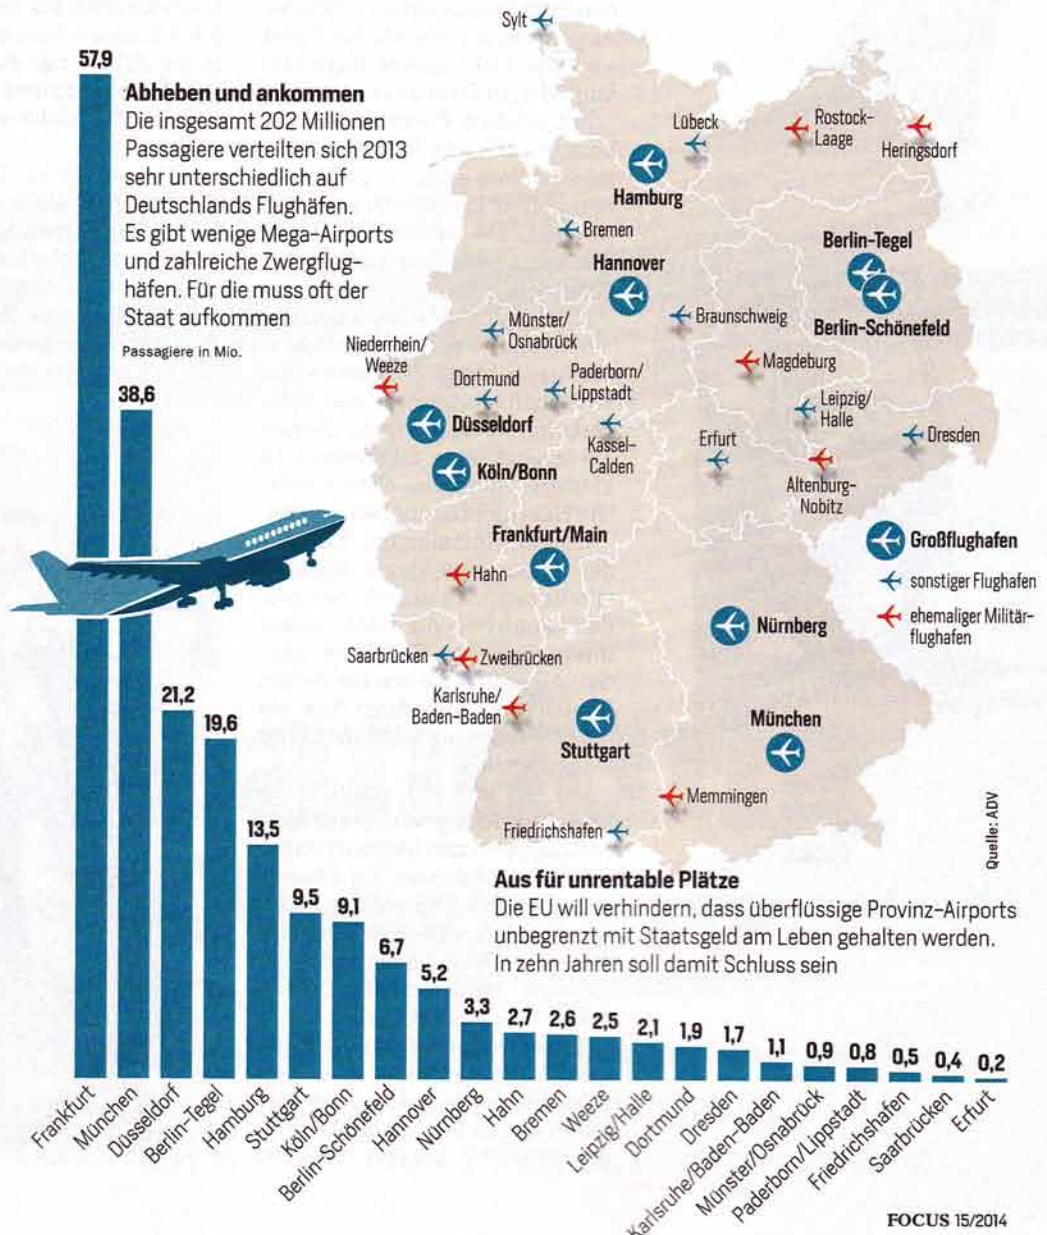 57,9
Abheben und ankommen
Die insgesamt 202 Millionen
Passagiere verteilten sich 2013
sehr unterschiedlich auf
Deutschlands Flughäfen.
Es gibt wenige Mega-Airports
und zahlreiche Zwergflug-
häfen. Für die muss oft der
Staat aufkommen
Passagiere in Mio.
38,6
21,2
19,6
13,5
9,5
9,1
6,7
5,2
3,3
2,7
2,6
2,5
2,1
1,9
1,7
1,1
0,9
0,8
0,5
0,4
0,2
Frankfurt
München
Düsseldorf
Berlin-Tegel
Hamburg
Stuttgart
Köln/Bonn
Berlin-Schönefeld
Hannover
Nürnberg
Hahn
Bremen
Weeze
Leipzig/Halle
Dortmund
Dresden
Karlsruhe/Baden-Baden
Münster/Osnabrück
Paderborn/Lippstadt
Friedrichshafen
Saarbrücken
Erfurt
Sylt
Lübeck
Rostock-
Laage
Heringsdorf
Hamburg
Bremen
Hannover
Berlin-Tegel
Berlin-Schönefeld
Braunschweig
Münster/
Osnabrück
Niederrhein/
Weeze
Dortmund
Paderborn/
Lippstadt
Magdeburg
Leipzig/
Halle
Düsseldorf
Kassel-
Calden
Erfurt
Dresden
Köln/Bonn
Altenburg-
Nobitz
Frankfurt/Main
Hahn
Großflughafen
sonstiger Flughafen
ehemaliger Militär-
flughafen
Nürnberg
Saarbrücken
Zweibrücken
Karlsruhe/
Baden-Baden
Stuttgart
München
Memmingen
Friedrichshafen
Quelle: ADV
Aus für unrentable Plätze
Die EU will verhindern, dass überflüssige Provinz-Airports
unbegrenzt mit Staatsgeld am Leben gehalten werden.
In zehn Jahren soll damit Schluss sein
FOCUS 15/2014